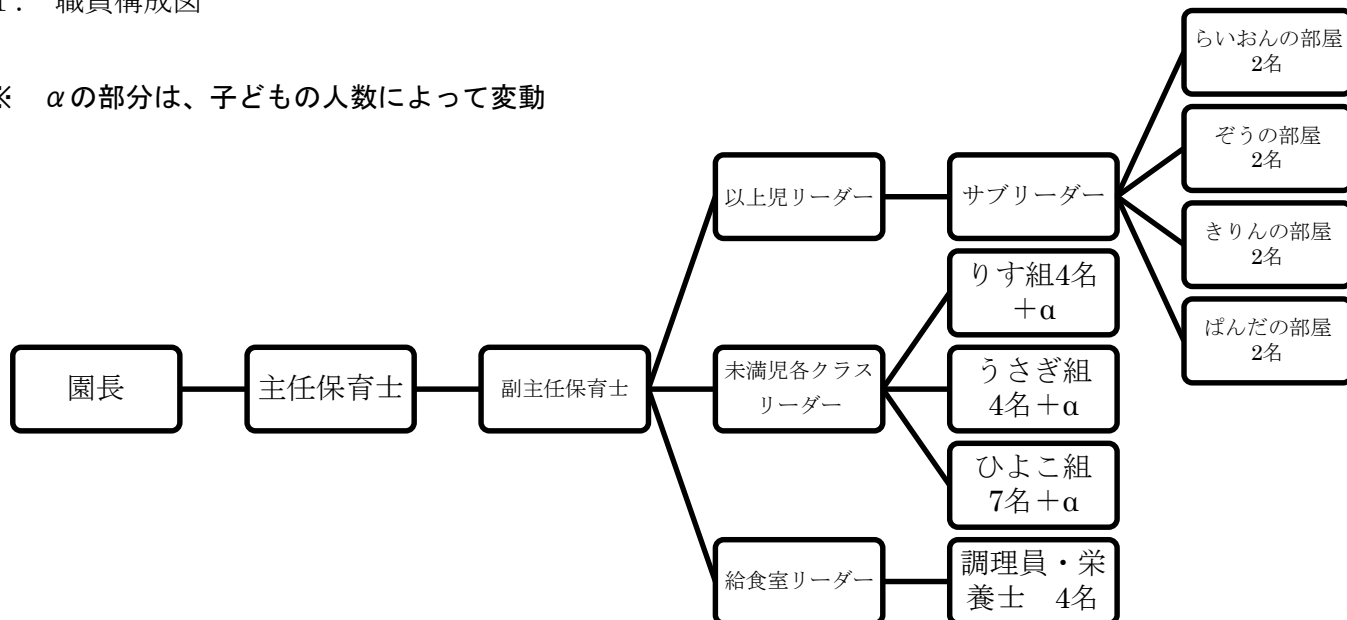 職員構成図
※　αの部分は、子どもの人数によって変動
らいおんの部屋
2名
ぞうの部屋
2名
きりんの部屋
2名
ぱんだの部屋
2名
以上児リーダー
サブリーダー
りす組4名
＋α
うさぎ組
4名＋α
ひよこ組
7名＋α
園長
主任保育士
副主任保育士
未満児各クラス
リーダー
給食室リーダー
調理員・栄
養士　4名